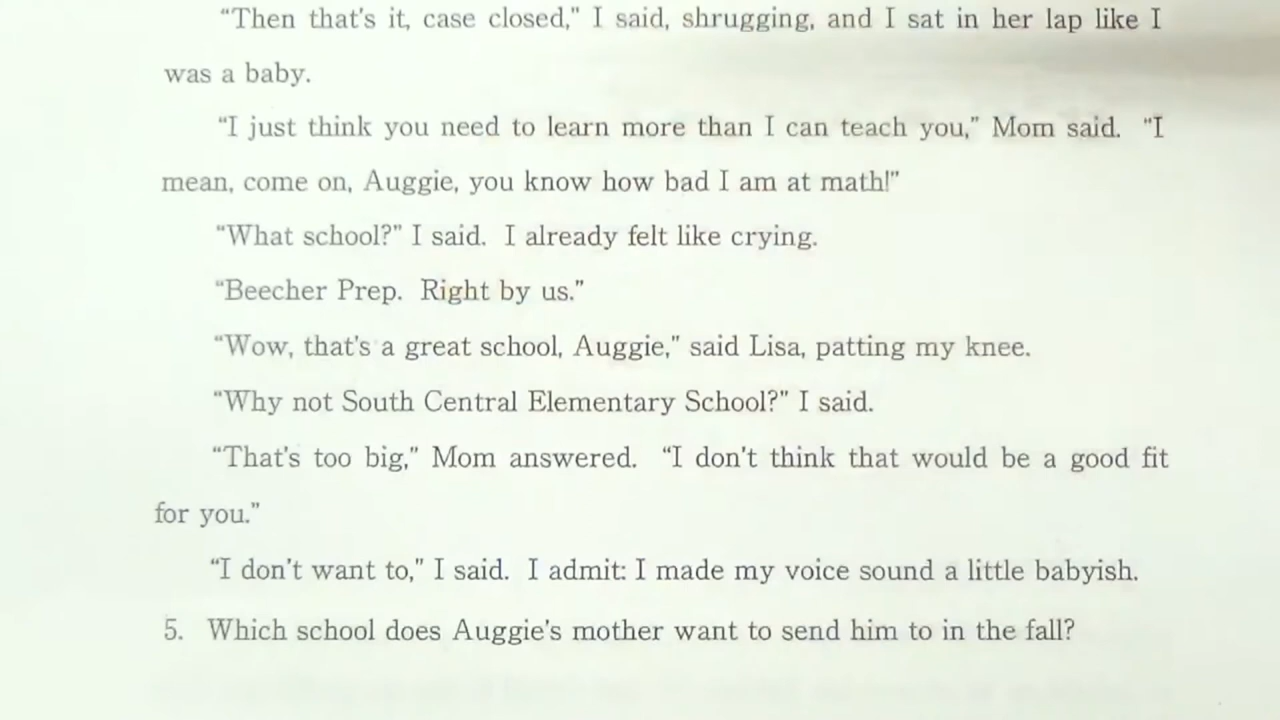 “Then that's it, case closed,” I said, shrugging, and I sat in her lap like I
was a baby.
“I just think you need to learn more than I can teach you,” Mom said. “I
mean, come on, Auggie, you know how bad I am at math!”
“What school?” I said. I already felt like crying.
“Beecher Prep. Right by us.”
“Wow, that's a great school, Auggie,” said Lisa, patting my knee.
“Why not South Central Elementary School?” I said.
“That's too big,” Mom answered. “I don't think that would be a good fit
for you.”
“I don't want to,” I said. I admit: I made my voice sound a little babyish.
5. Which school does Auggie's mother want to send him to in the fall?